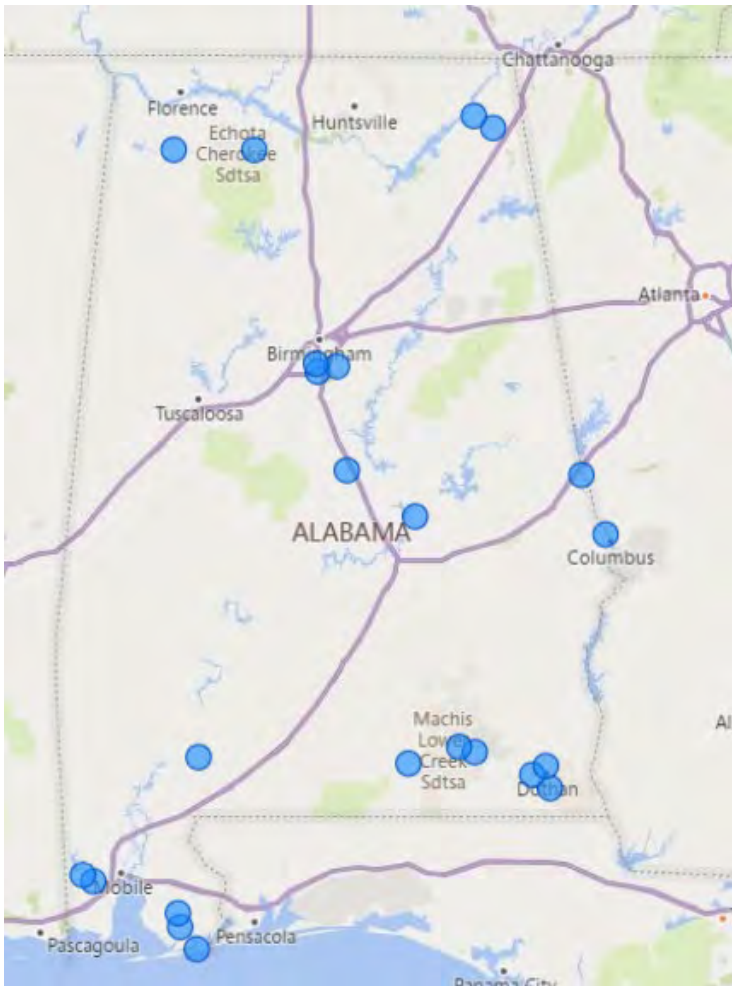 Chattanooga
Florence
Huntsville
Echota
Cherokee
Sdtsa
Atlanta
Birmingham
Tuscaloosa
ALABAMA
Columbus
Machis
Lower
Creek
Sdtsa
Al
Dothan
Mobile
Pensacola
Pascagoula
Panama City